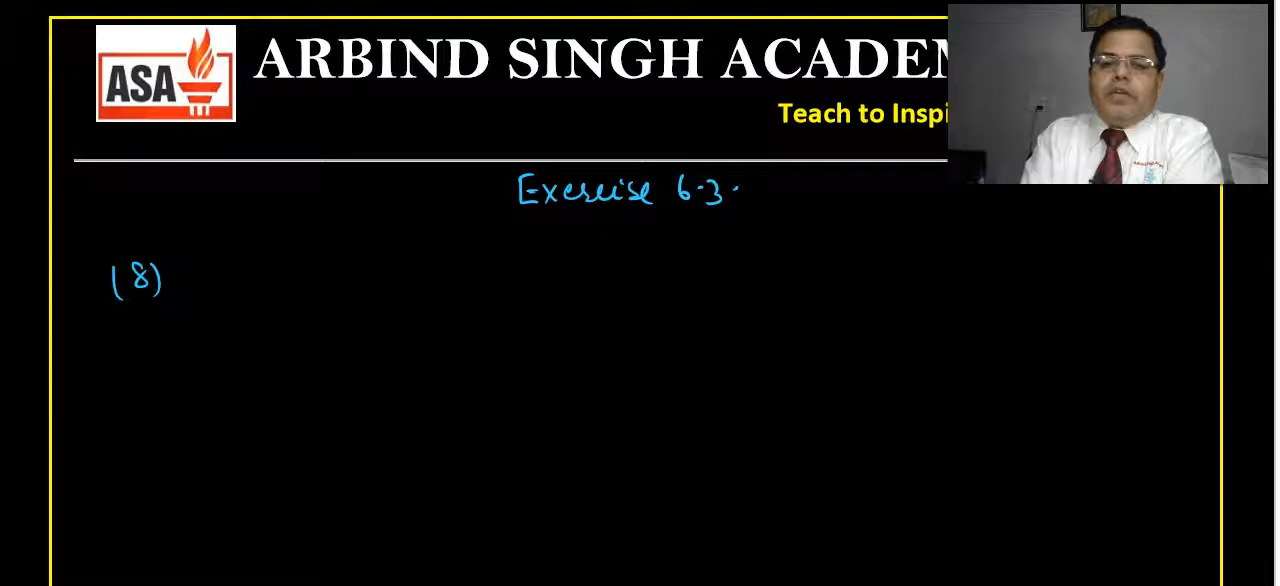 ASA
ARBIND SINGH ACADEM
Teach to Inspi
Exercise 6.3.
(8)